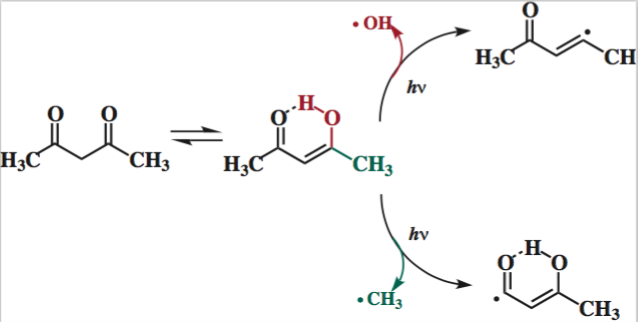 O
• OH
H₃C
•
CH
hν
O O
H₃C CH₃
H
O O
H₃C CH₃
hν
• CH₃
H
O O
•
CH₃